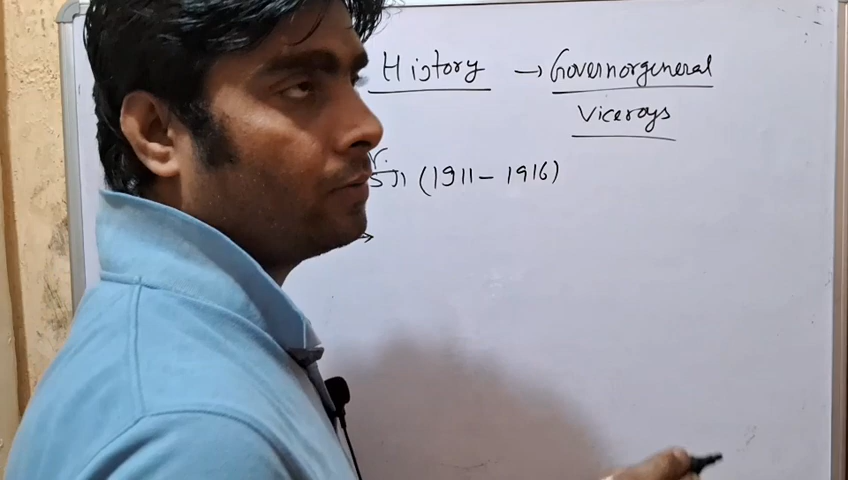 History → Governorgeneral
Viceroys
(1911 – 1916)
→